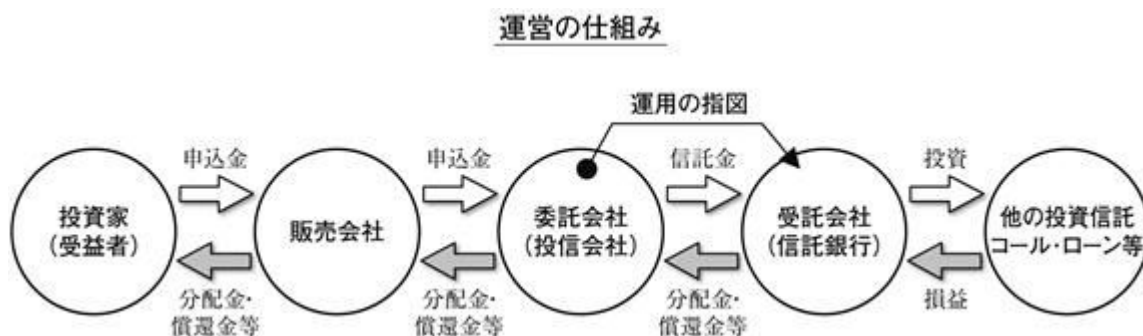 運営の仕組み
運用の指図
申込金
申込金
信託金
投資
投資家
(受益者)
販売会社
委託会社
(投信会社)
受託会社
(信託銀行)
他の投資信託
コール・ローン等
分配金・
償還金等
分配金・
償還金等
分配金・
償還金等
損益